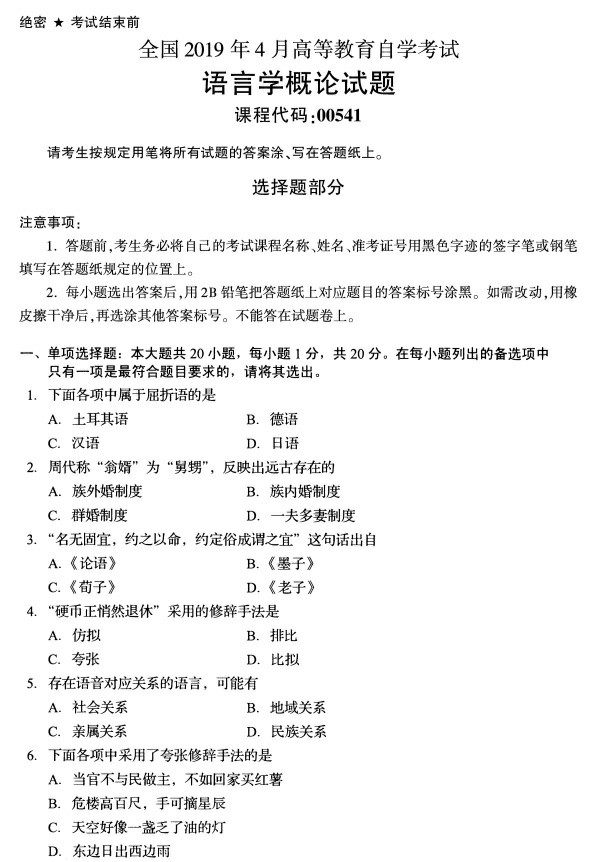 绝密 ★ 考试结束前
全国 2019 年 4 月高等教育自学考试
语言学概论试题
课程代码:00541
请考生按规定用笔将所有试题的答案涂、写在答题纸上。
选择题部分
注意事项:
1. 答题前,考生务必将自己的考试课程名称、姓名、准考证号用黑色字迹的签字笔或钢笔
填写在答题纸规定的位置上。
2. 每小题选出答案后,用 2B 铅笔把答题纸上对应题目的答案标号涂黑。如需改动,用橡
皮擦干净后,再选涂其他答案标号。不能答在试题卷上。
一、单项选择题：本大题共 20 小题，每小题 1 分，共 20 分。在每小题列出的备选项中
只有一项是最符合题目要求的，请将其选出。
1. 下面各项中属于屈折语的是
A. 土耳其语 B. 德语
C. 汉语 D. 日语
2. 周代称“翁婿”为“舅甥”，反映出远古存在的
A. 族外婚制度 B. 族内婚制度
C. 群婚制度 D. 一夫多妻制度
3. “名无固宜，约之以命，约定俗成谓之宜”这句话出自
A.《论语》 B.《墨子》
C.《荀子》 D.《老子》
4. “硬币正悄然退休”采用的修辞手法是
A. 仿拟 B. 排比
C. 夸张 D. 比拟
5. 存在语音对应关系的语言，可能有
A. 社会关系 B. 地域关系
C. 亲属关系 D. 民族关系
6. 下面各项中采用了夸张修辞手法的是
A. 当官不与民做主，不如回家买红薯
B. 危楼高百尺，手可摘星辰
C. 天空好像一盏乏了油的灯
D. 东边日出西边雨